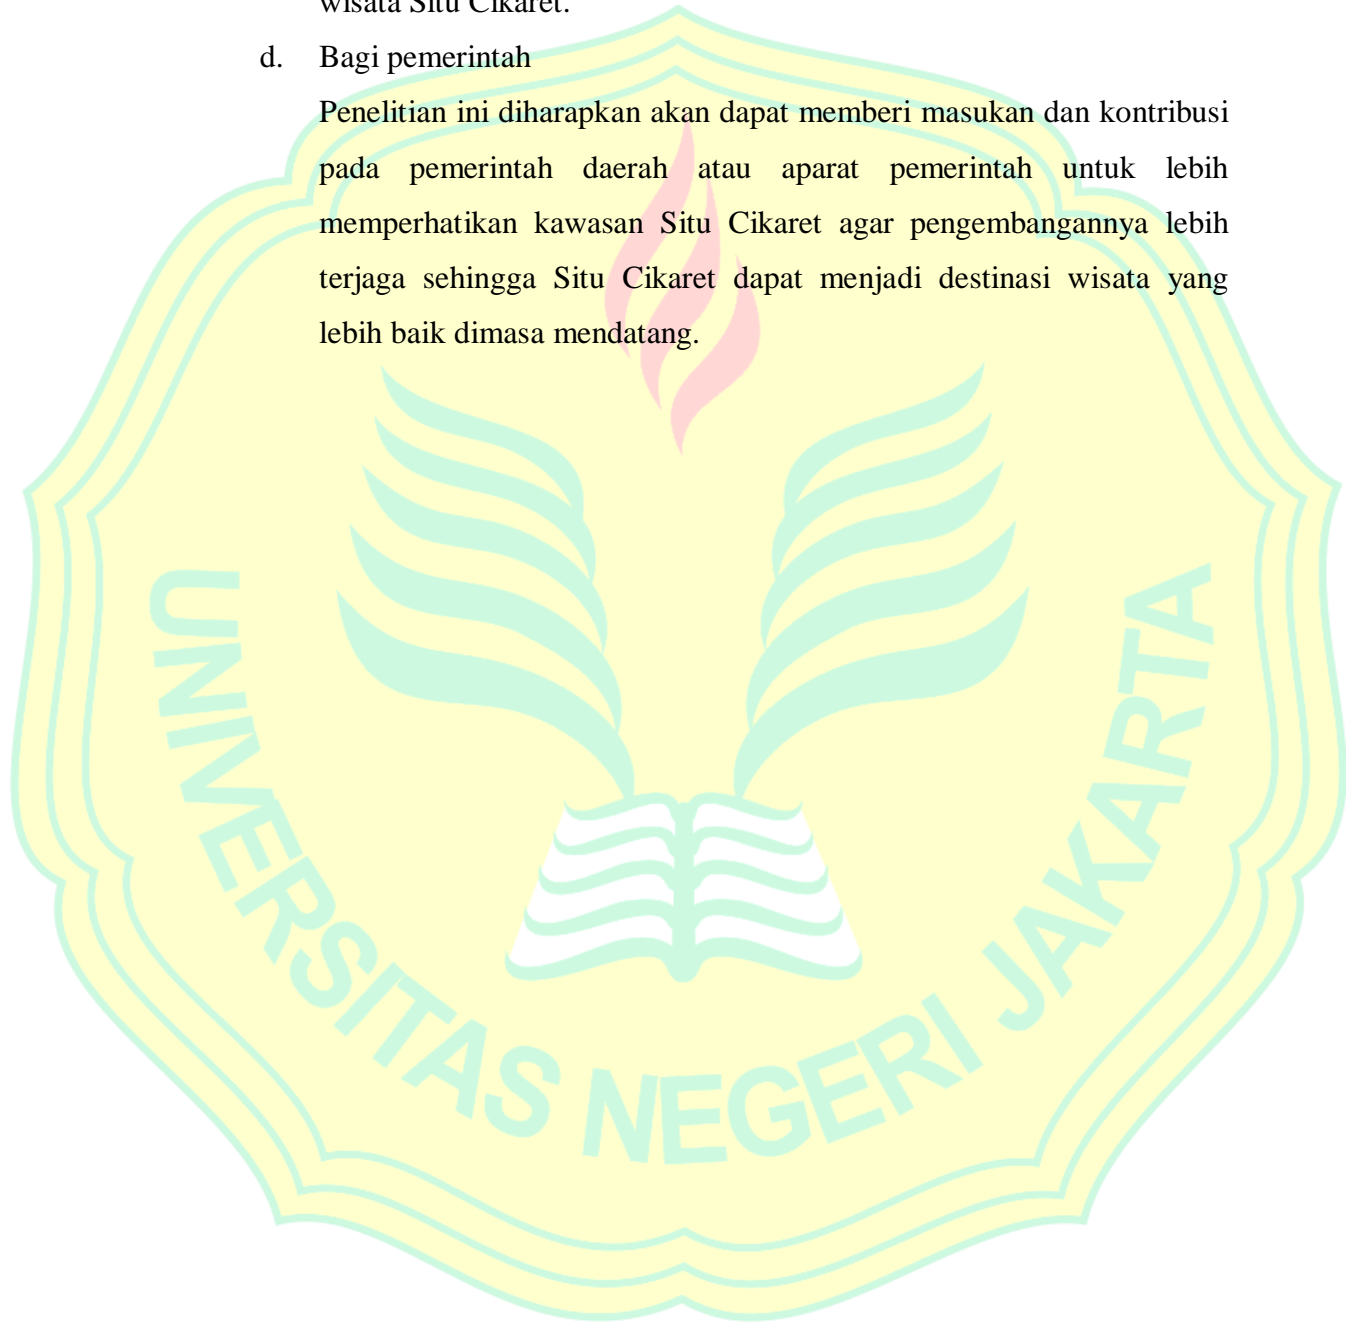 wisata Situ Cikaret.
d. Bagi pemerintah
Penelitian ini diharapkan akan dapat memberi masukan dan kontribusi
pada pemerintah daerah atau aparat pemerintah untuk lebih
memperhatikan kawasan Situ Cikaret agar pengembangannya lebih
terjaga sehingga Situ Cikaret dapat menjadi destinasi wisata yang
lebih baik dimasa mendatang.
UNIVERSITAS NEGERI JAKARTA